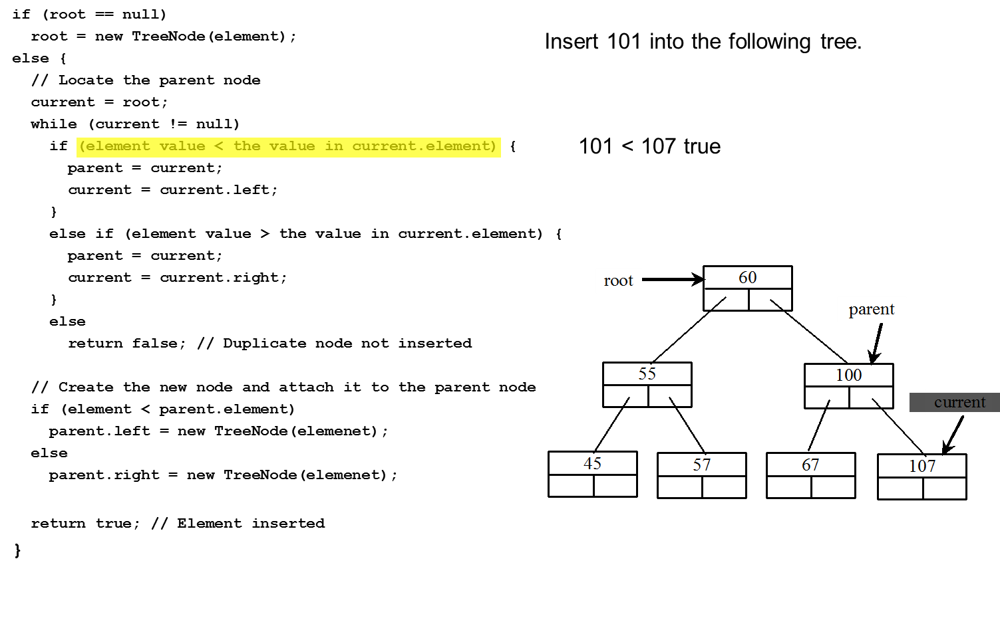 if (root == null)
  root = new TreeNode(element);
else {
  // Locate the parent node
  current = root;
  while (current != null)
    if (element value < the value in current.element) {
      parent = current;
      current = current.left;
    }
    else if (element value > the value in current.element) {
      parent = current;
      current = current.right;
    }
    else
      return false; // Duplicate node not inserted
  // Create the new node and attach it to the parent node
  if (element < parent.element)
    parent.left = new TreeNode(elemenet);
  else
    parent.right = new TreeNode(elemenet);
  return true; // Element inserted
}
Insert 101 into the following tree.
101 < 107 true
root
60
parent
55
100
current
45
57
67
107